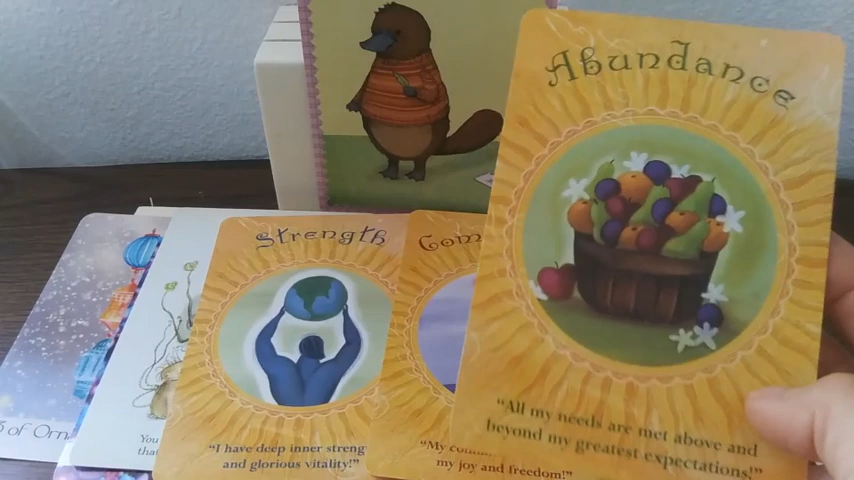 Abundance
"All my needs are met above and
beyond my greatest expectations!"
Strength
"I have deep inner streng
and glorious vitality!"
Com
"My com
my joy and freedom!"
of Orn
You
tha